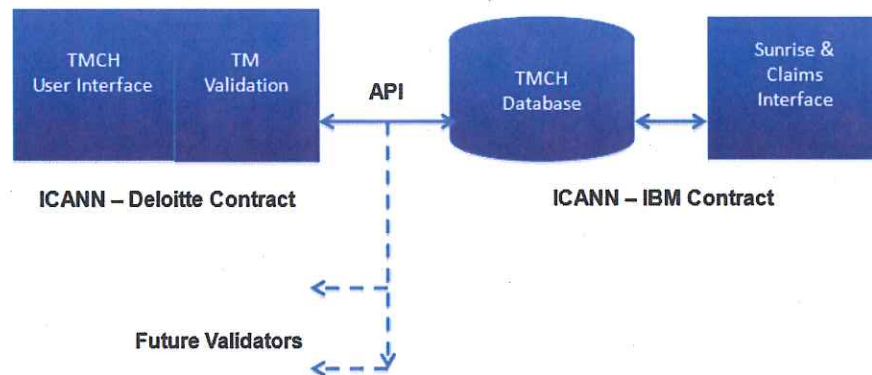 TMCH
User Interface
TM
Validation
API
TMCH
Database
Sunrise &
Claims
Interface
ICANN – Deloitte Contract
ICANN – IBM Contract
Future Validators